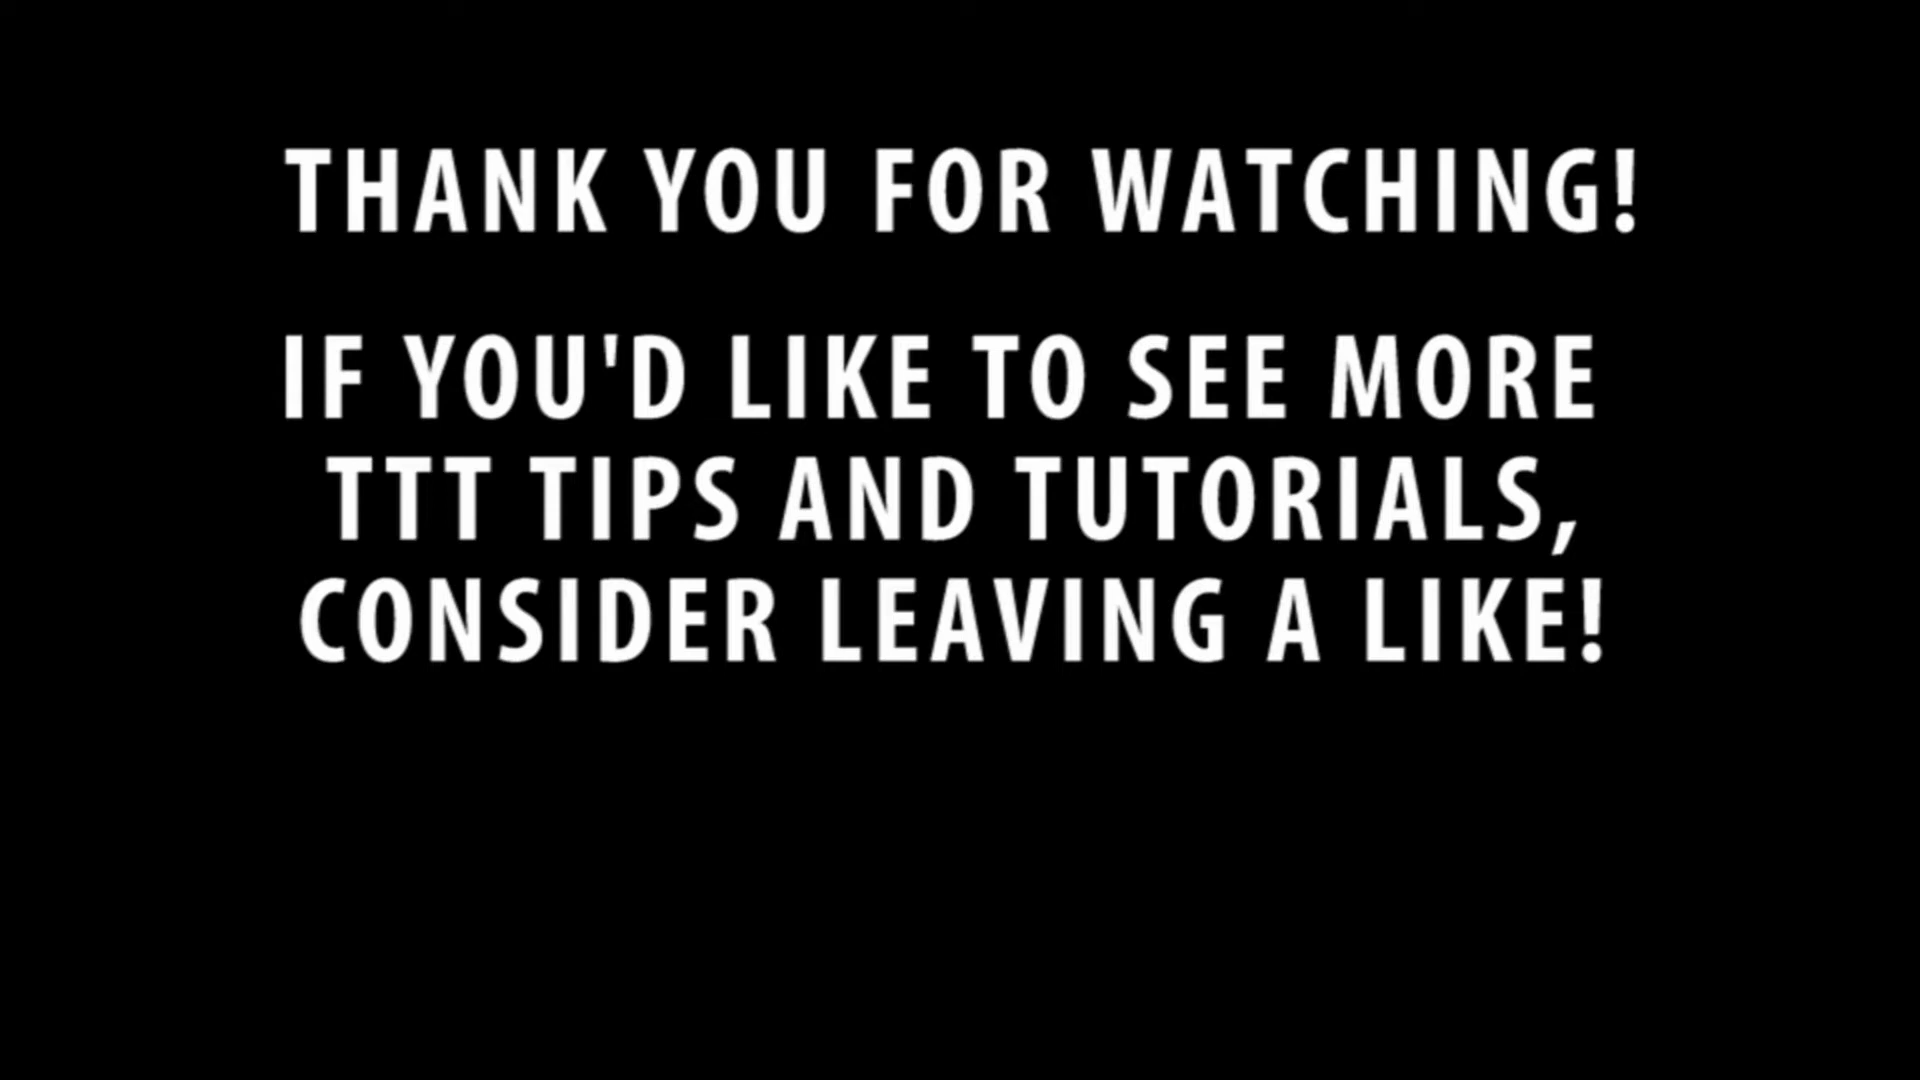 THANK YOU FOR WATCHING!
IF YOU'D LIKE TO SEE MORE
TTT TIPS AND TUTORIALS,
CONSIDER LEAVING A LIKE!